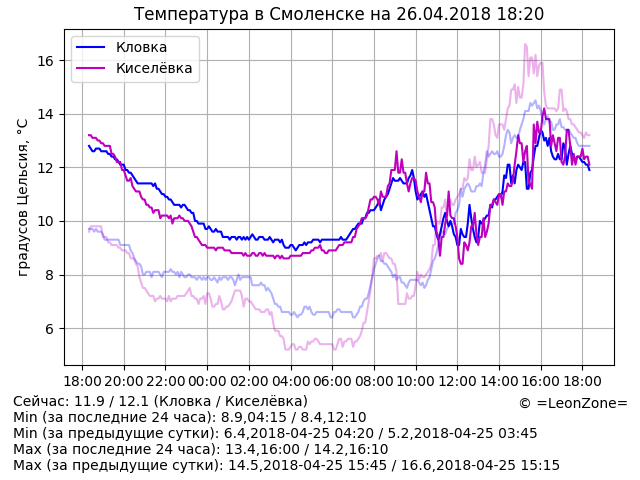 Температура в Смоленске на 26.04.2018 18:20
Кловка
Киселёвка
градусов Цельсия, °C
16
14
12
10
8
6
18:00 20:00 22:00 00:00 02:00 04:00 06:00 08:00 10:00 12:00 14:00 16:00 18:00
Сейчас: 11.9 / 12.1 (Кловка / Киселёвка)
© =LeonZone=
Min (за последние 24 часа): 8.9,04:15 / 8.4,12:10
Min (за предыдущие сутки): 6.4,2018-04-25 04:20 / 5.2,2018-04-25 03:45
Max (за последние 24 часа): 13.4,16:00 / 14.2,16:10
Max (за предыдущие сутки): 14.5,2018-04-25 15:45 / 16.6,2018-04-25 15:15